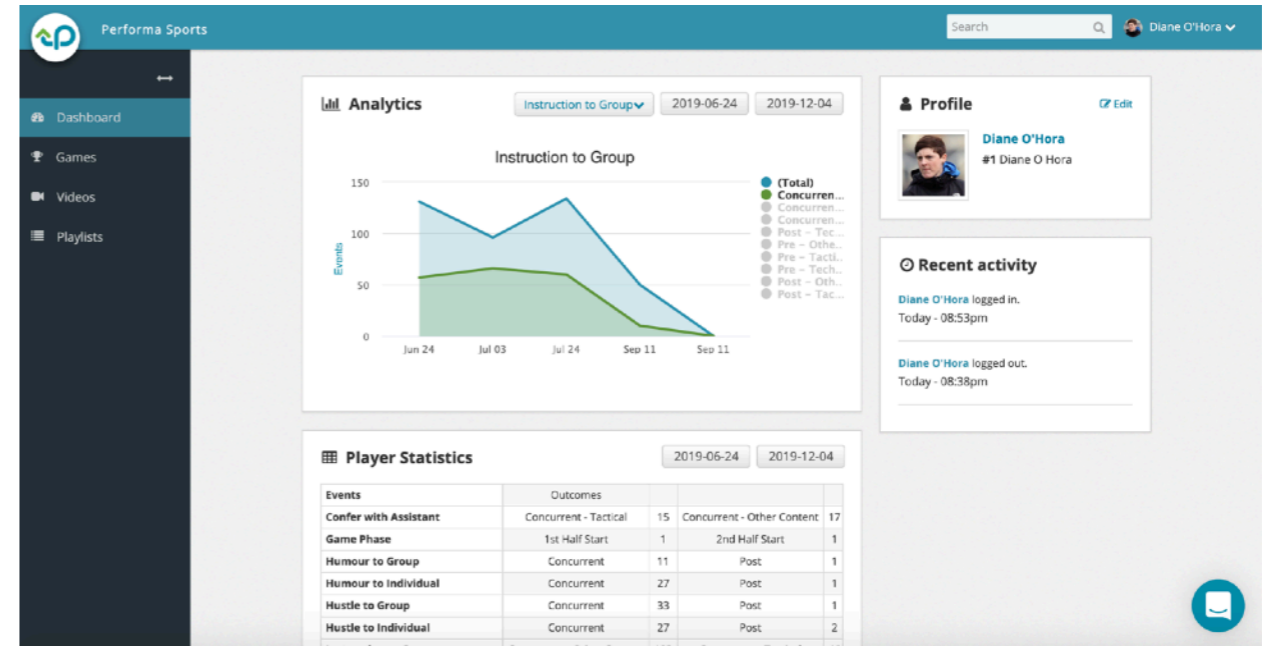 Performa Sports
Search
Diane O'Hora
Dashboard
Games
Videos
Playlists
Analytics
Instruction to Group
2019-06-24
2019-12-04
Instruction to Group
150
100
50
0
Events
Jun 24
Jul 03
Jul 24
Sep 11
Sep 11
(Total)
Concurren...
Concurren...
Concurren...
Post – Tec...
Pre – Othe..
Pre – Tacti..
Pre – Tech..
Post – Oth..
Post – Tac...
Profile
Edit
Diane O'Hora
#1 Diane O Hora
Recent activity
Diane O'Hora logged in.
Today - 08:53pm
Diane O'Hora logged out.
Today - 08:38pm
Player Statistics
2019-06-24
2019-12-04
Events Outcomes
Confer with Assistant Concurrent - Tactical 15 Concurrent - Other Content 17
Game Phase 1st Half Start 1 2nd Half Start 1
Humour to Group Concurrent 11 Post 1
Humour to Individual Concurrent 27 Post 1
Hustle to Group Concurrent 33 Post 1
Hustle to Individual Concurrent 27 Post 2